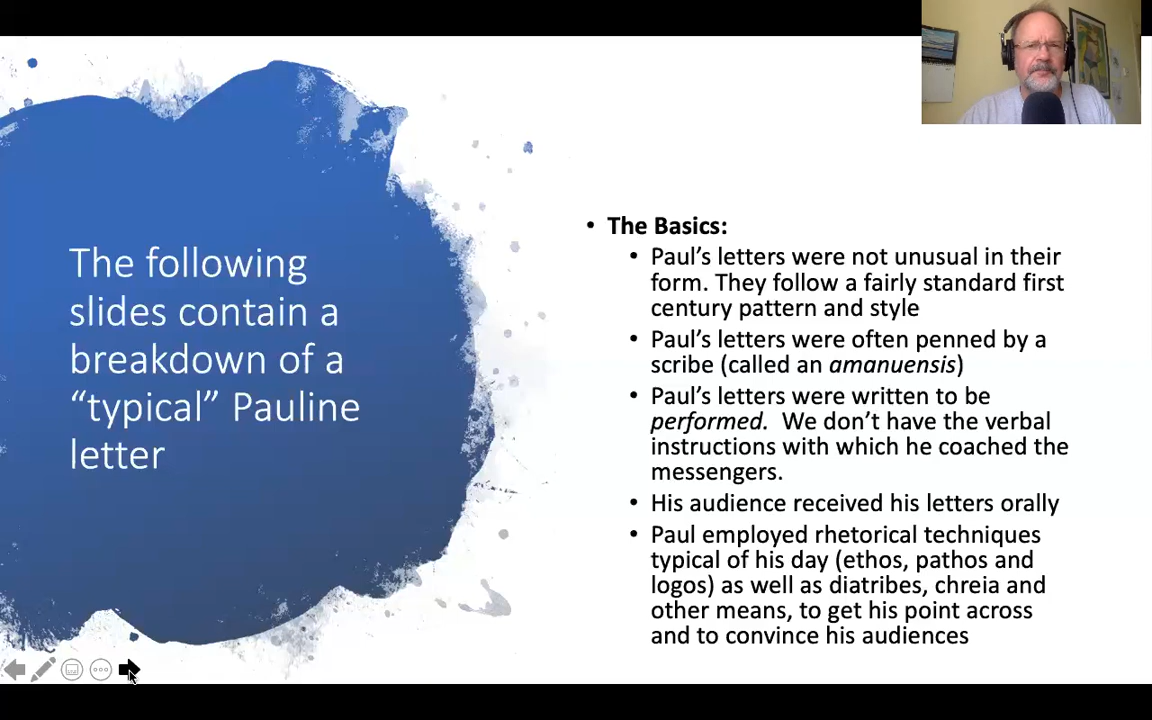 The following
slides contain a
breakdown of a
“typical” Pauline
letter
• The Basics:
• Paul’s letters were not unusual in their
form. They follow a fairly standard first
century pattern and style
• Paul’s letters were often penned by a
scribe (called an amanuensis)
• Paul’s letters were written to be
performed.  We don’t have the verbal
instructions with which he coached the
messengers.
• His audience received his letters orally
• Paul employed rhetorical techniques
typical of his day (ethos, pathos and
logos) as well as diatribes, chreia and
other means, to get his point across
and to convince his audiences